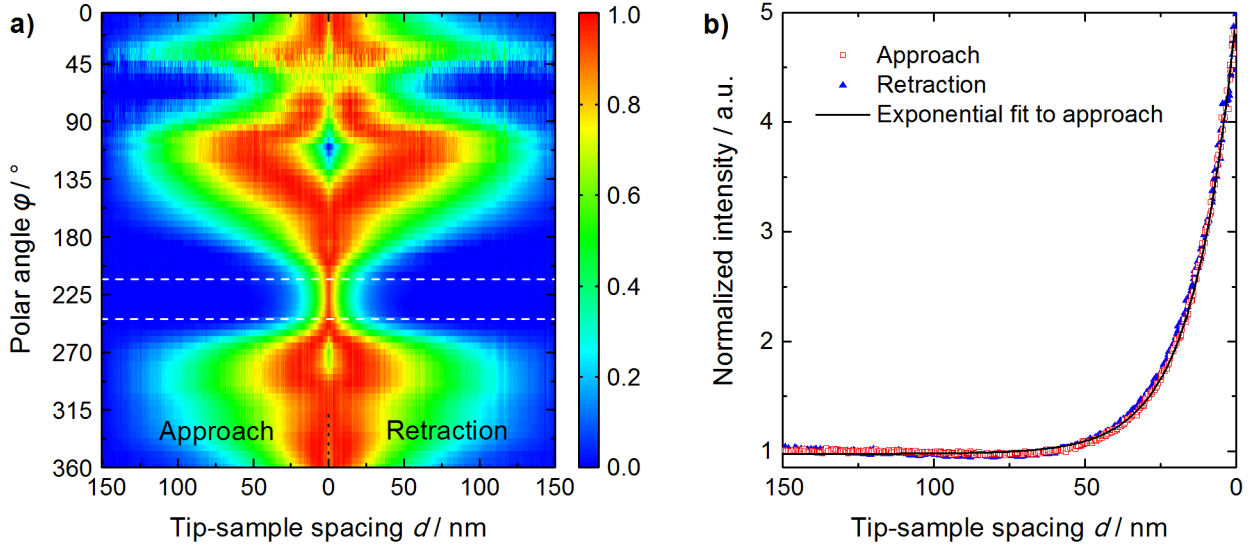 a)
Polar angle φ / °
0
45
90
135
180
225
270
315
360
Approach
Retraction
150 100 50 0 50 100 150
Tip-sample spacing d / nm
1.0
0.8
0.6
0.4
0.2
0.0
b)
Normalized intensity / a.u.
5
4
3
2
1
Approach
Retraction
Exponential fit to approach
150 100 50 0
Tip-sample spacing d / nm